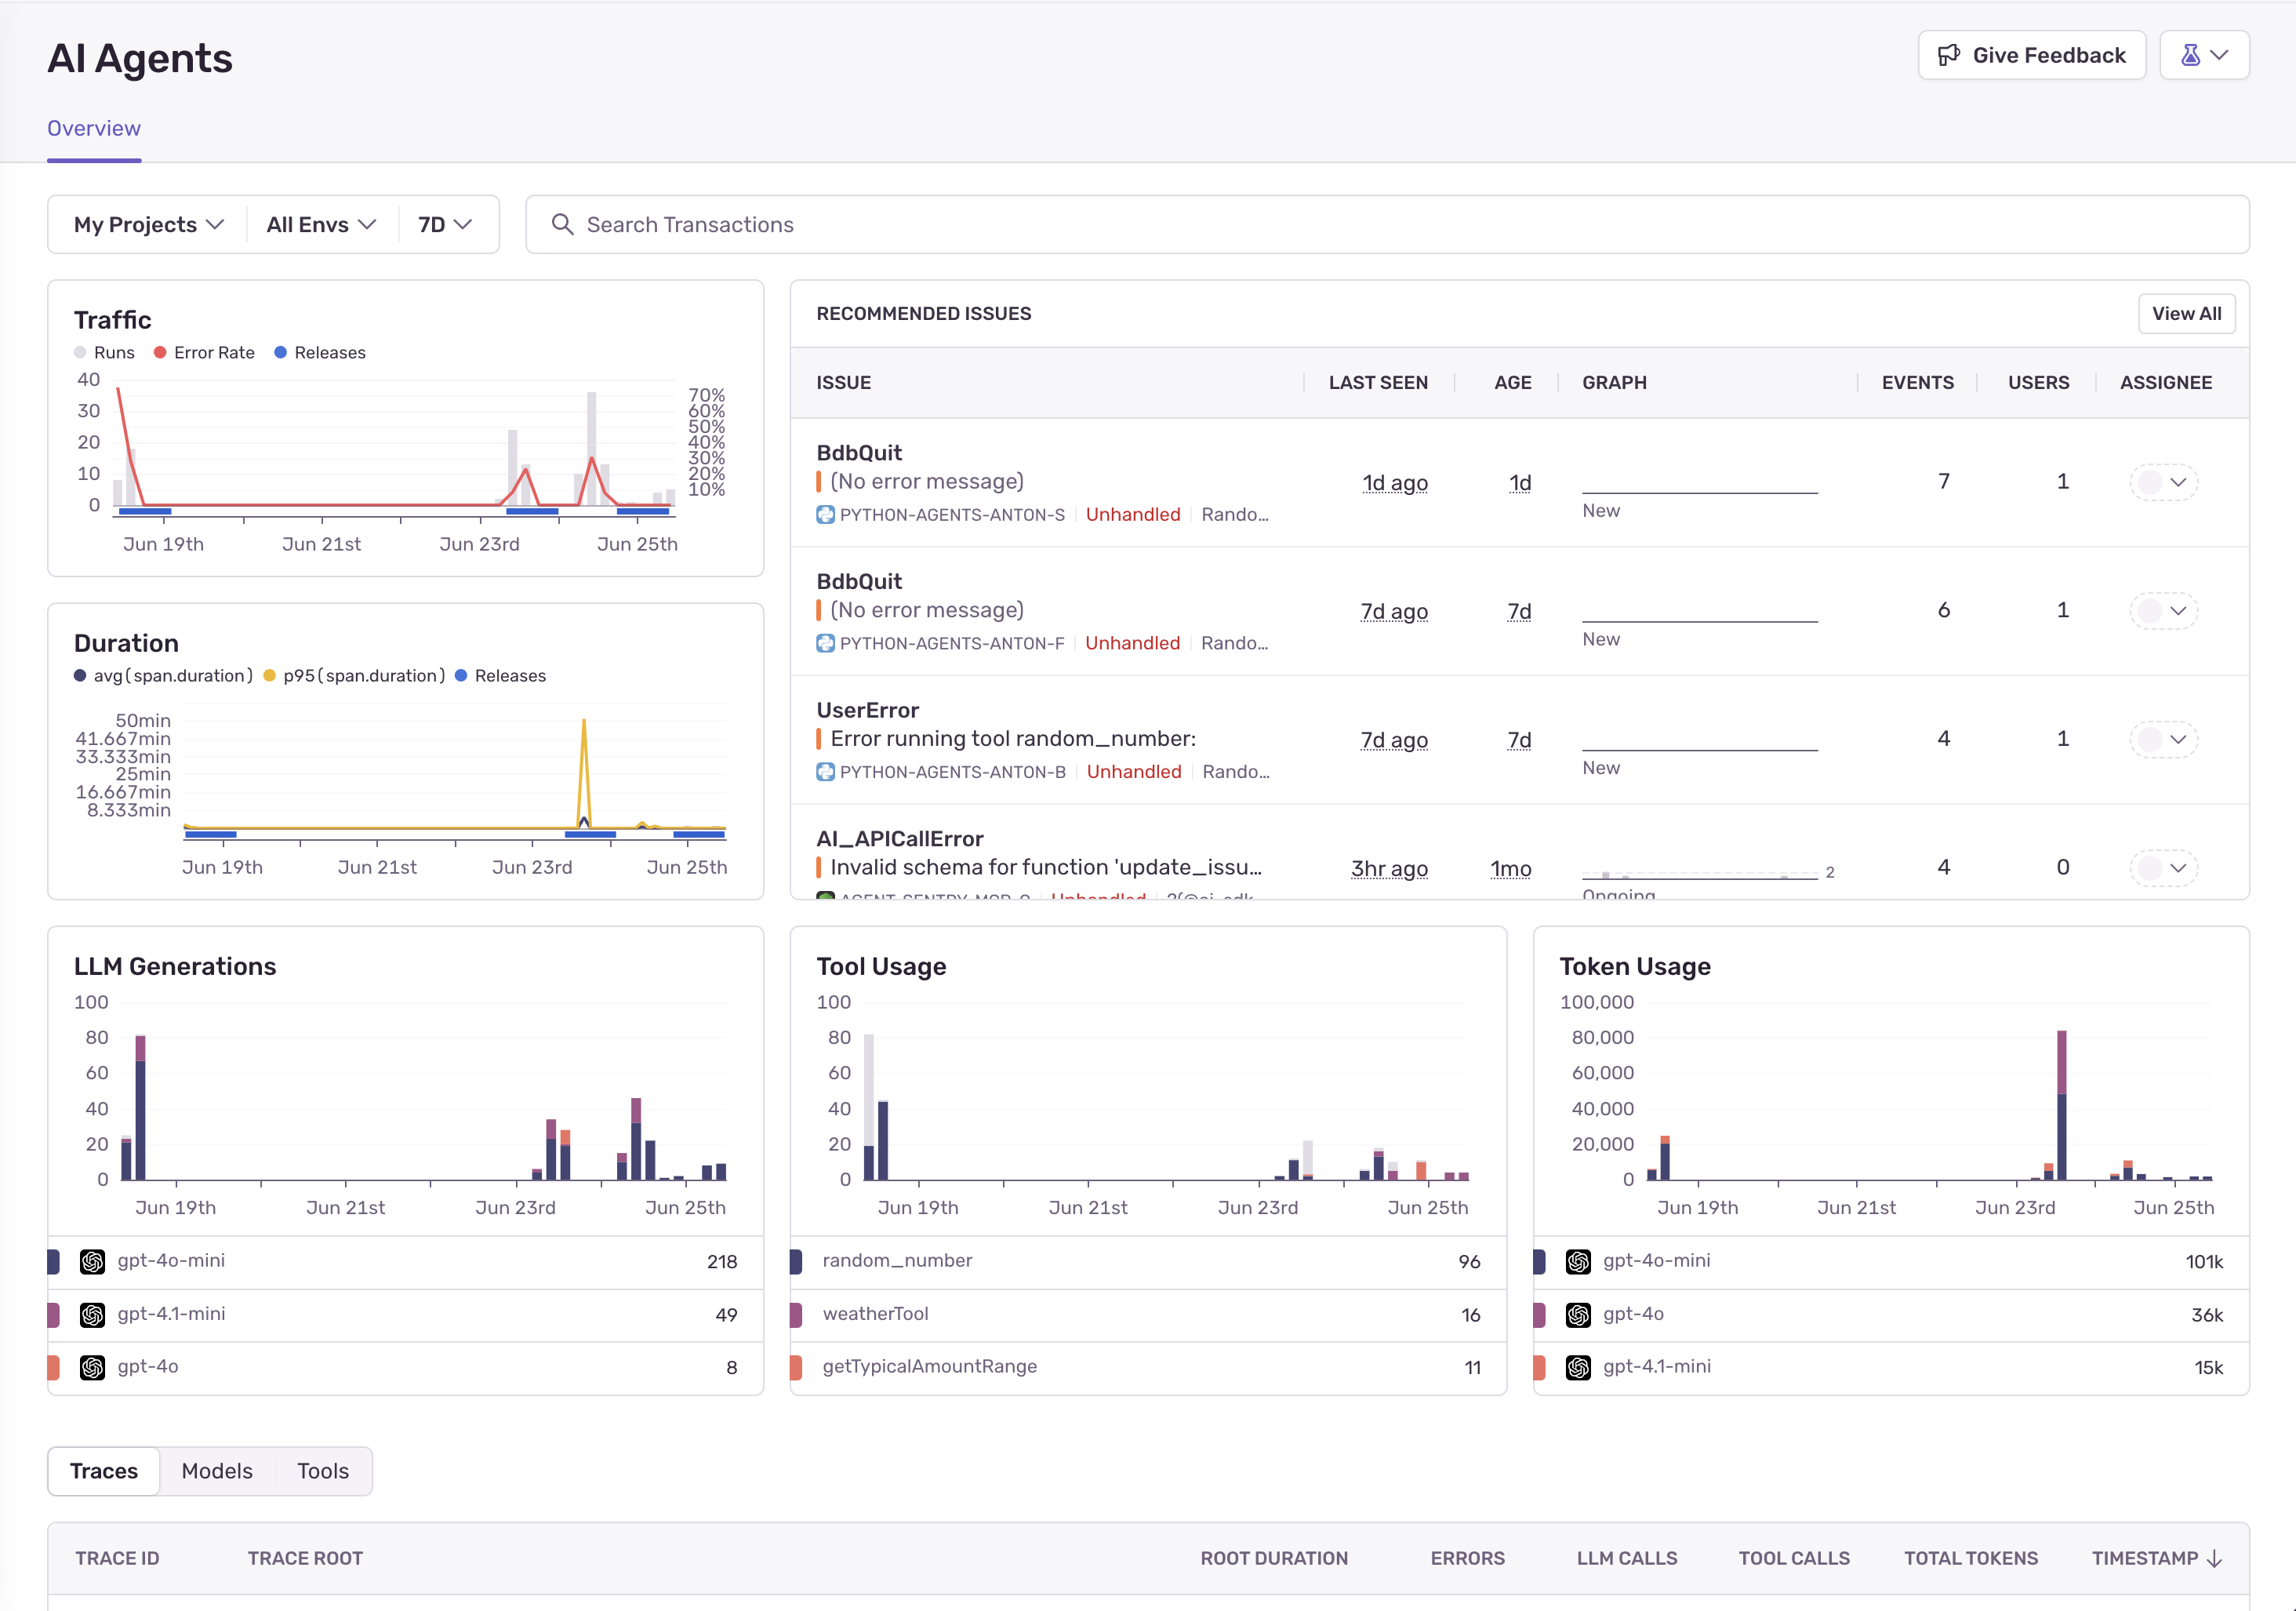 AI Agents
Give Feedback
Overview
My Projects
All Envs
7D
Search Transactions
Traffic
Runs
Error Rate
Releases
40
30
20
10
0
70%
60%
50%
40%
30%
20%
10%
Jun 19th
Jun 21st
Jun 23rd
Jun 25th
RECOMMENDED ISSUES
View All
ISSUE
LAST SEEN
AGE
GRAPH
EVENTS
USERS
ASSIGNEE
BdbQuit
(No error message)
PYTHON-AGENTS-ANTON-S
Unhandled
Rando…
1d ago
1d
New
7
1
BdbQuit
(No error message)
PYTHON-AGENTS-ANTON-F
Unhandled
Rando…
7d ago
7d
New
6
1
UserError
Error running tool random_number:
PYTHON-AGENTS-ANTON-B
Unhandled
Rando…
7d ago
7d
New
4
1
AI_APICallError
Invalid schema for function 'update_issu…
Unhandled
3hr ago
1mo
2
Ongoing
4
0
Duration
avg(span.duration)
p95(span.duration)
Releases
50min
41.667min
33.333min
25min
16.667min
8.333min
Jun 19th
Jun 21st
Jun 23rd
Jun 25th
LLM Generations
100
80
60
40
20
0
Jun 19th
Jun 21st
Jun 23rd
Jun 25th
gpt-4o-mini
218
gpt-4.1-mini
49
gpt-4o
8
Tool Usage
100
80
60
40
20
0
Jun 19th
Jun 21st
Jun 23rd
Jun 25th
random_number
96
weatherTool
16
getTypicalAmountRange
11
Token Usage
100,000
80,000
60,000
40,000
20,000
0
Jun 19th
Jun 21st
Jun 23rd
Jun 25th
gpt-4o-mini
101k
gpt-4o
36k
gpt-4.1-mini
15k
Traces
Models
Tools
TRACE ID
TRACE ROOT
ROOT DURATION
ERRORS
LLM CALLS
TOOL CALLS
TOTAL TOKENS
TIMESTAMP